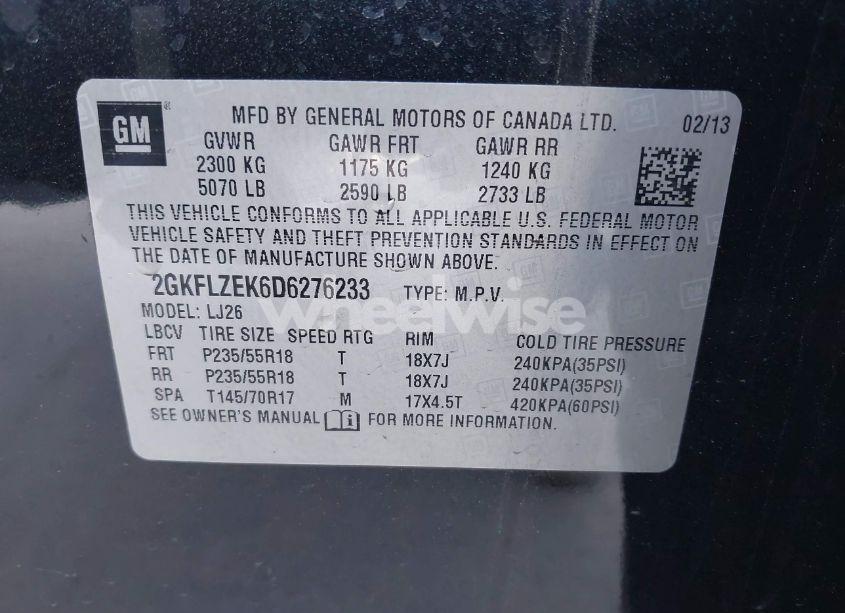 GM
MFD BY GENERAL MOTORS OF CANADA LTD. 02/13
GVWR GAWR FRT GAWR RR
2300 KG 1175 KG 1240 KG
5070 LB 2590 LB 2733 LB
THIS VEHICLE CONFORMS TO ALL APPLICABLE U.S. FEDERAL MOTOR
VEHICLE SAFETY AND THEFT PREVENTION STANDARDS IN EFFECT ON
THE DATE OF MANUFACTURE SHOWN ABOVE.
2GKFLZEK6D6276233 TYPE: M.P.V.
MODEL: LJ26
wheelwise
LBCV TIRE SIZE SPEED RTG RIM COLD TIRE PRESSURE
FRT P235/55R18 T 18X7J 240KPA(35PSI)
RR P235/55R18 T 18X7J 240KPA(35PSI)
SPA T145/70R17 M 17X4.5T 420KPA(60PSI)
SEE OWNER'S MANUAL FOR MORE INFORMATION.